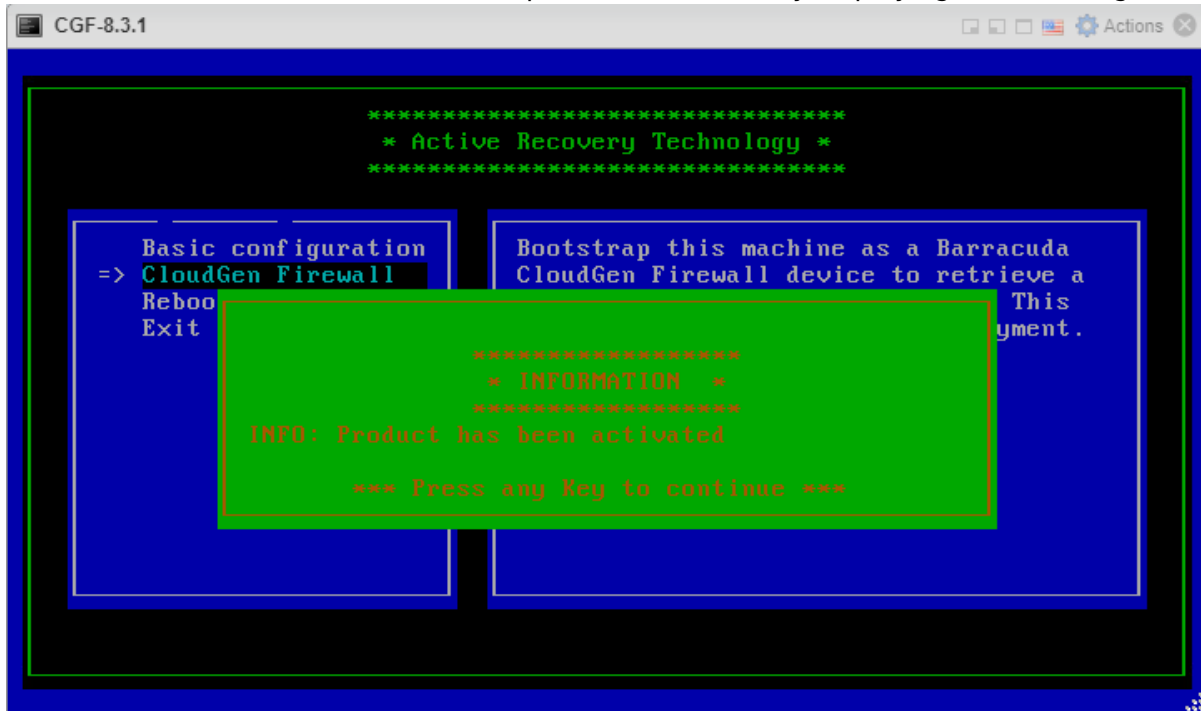 CGF-8.3.1
Actions
*********************************
* Active Recovery Technology *
*********************************
Basic configuration
=> CloudGen Firewall
Reboo
Exit
Bootstrap this machine as a Barracuda
CloudGen Firewall device to retrieve a
This
yment.
******************
* INFORMATION *
******************
INFO: Product has been activated
*** Press any Key to continue ***